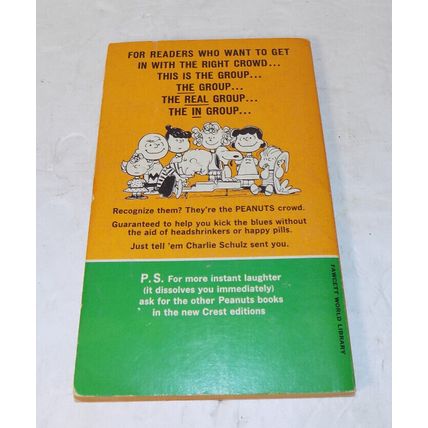 FOR READERS WHO WANT TO GET
IN WITH THE RIGHT CROWD...
THIS IS THE GROUP...
THE GROUP...
THE REAL GROUP...
THE IN GROUP...
Recognize them? They're the PEANUTS crowd.
Guaranteed to help you kick the blues without
the aid of headshrinkers or happy pills.
Just tell 'em Charlie Schulz sent you.
P.S. For more instant laughter
(it dissolves you immediately)
ask for the other Peanuts books
in the new Crest editions
FAWCETT WORLD LIBRARY